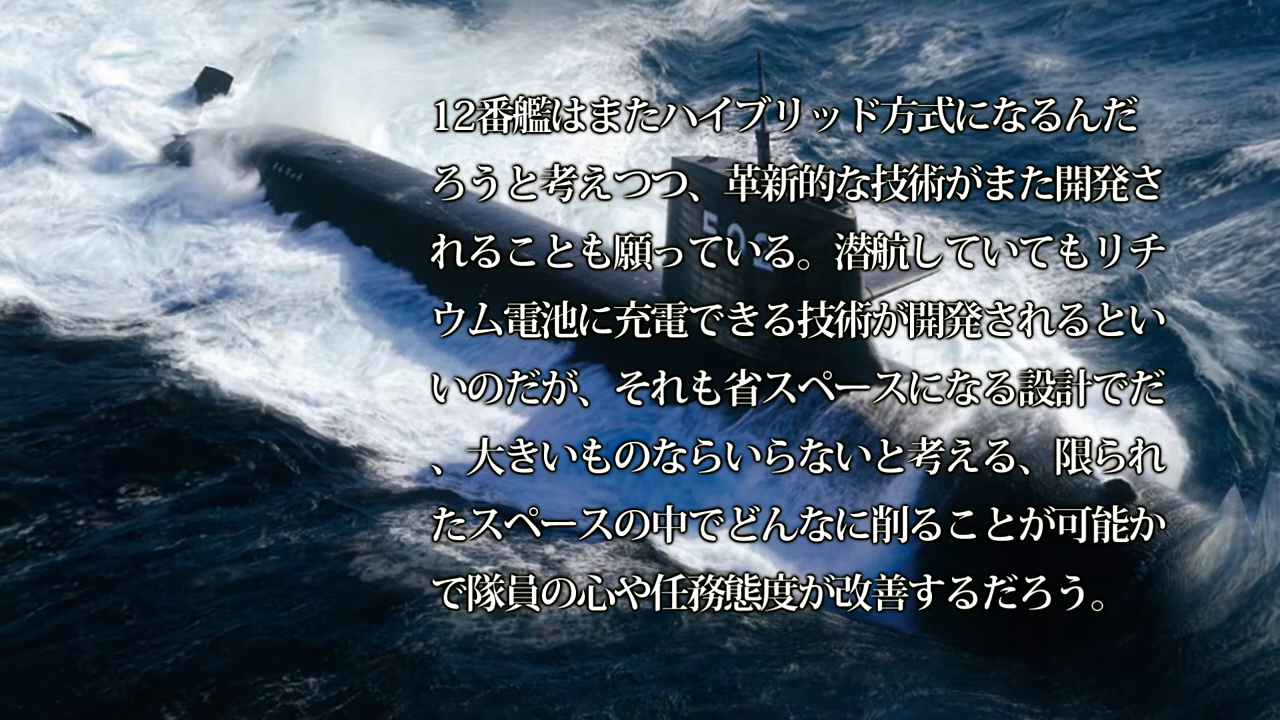 12番艦はまたハイブリッド方式になるんだ
ろうと考えつつ、革新的な技術がまた開発さ
れることも願っている。潜航していてもリチ
ウム電池に充電できる技術が開発されるとい
いのだが、それも省スペースになる設計でだ
、大きいものならいらないと考える、限られ
たスペースの中でどんなに削ることが可能か
で隊員の心や任務態度が改善するだろう。
502